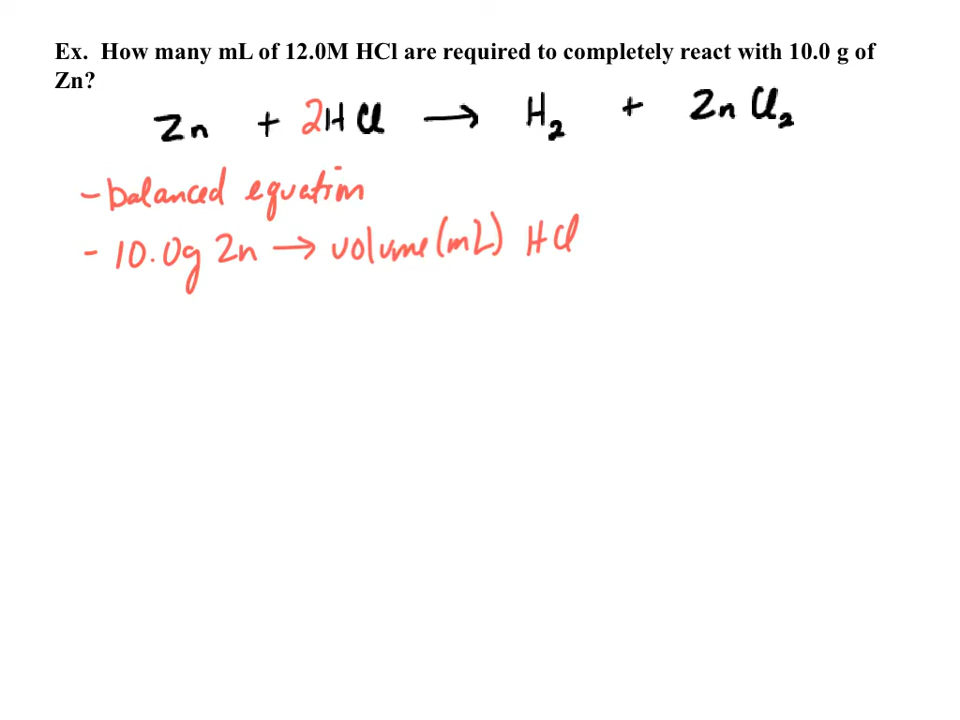 Ex. How many mL of 12.0M HCl are required to completely react with 10.0 g of
Zn?
Zn + 2HCl → H₂ + ZnCl₂
- balanced equation
- 10.0g Zn → volume (mL) HCl